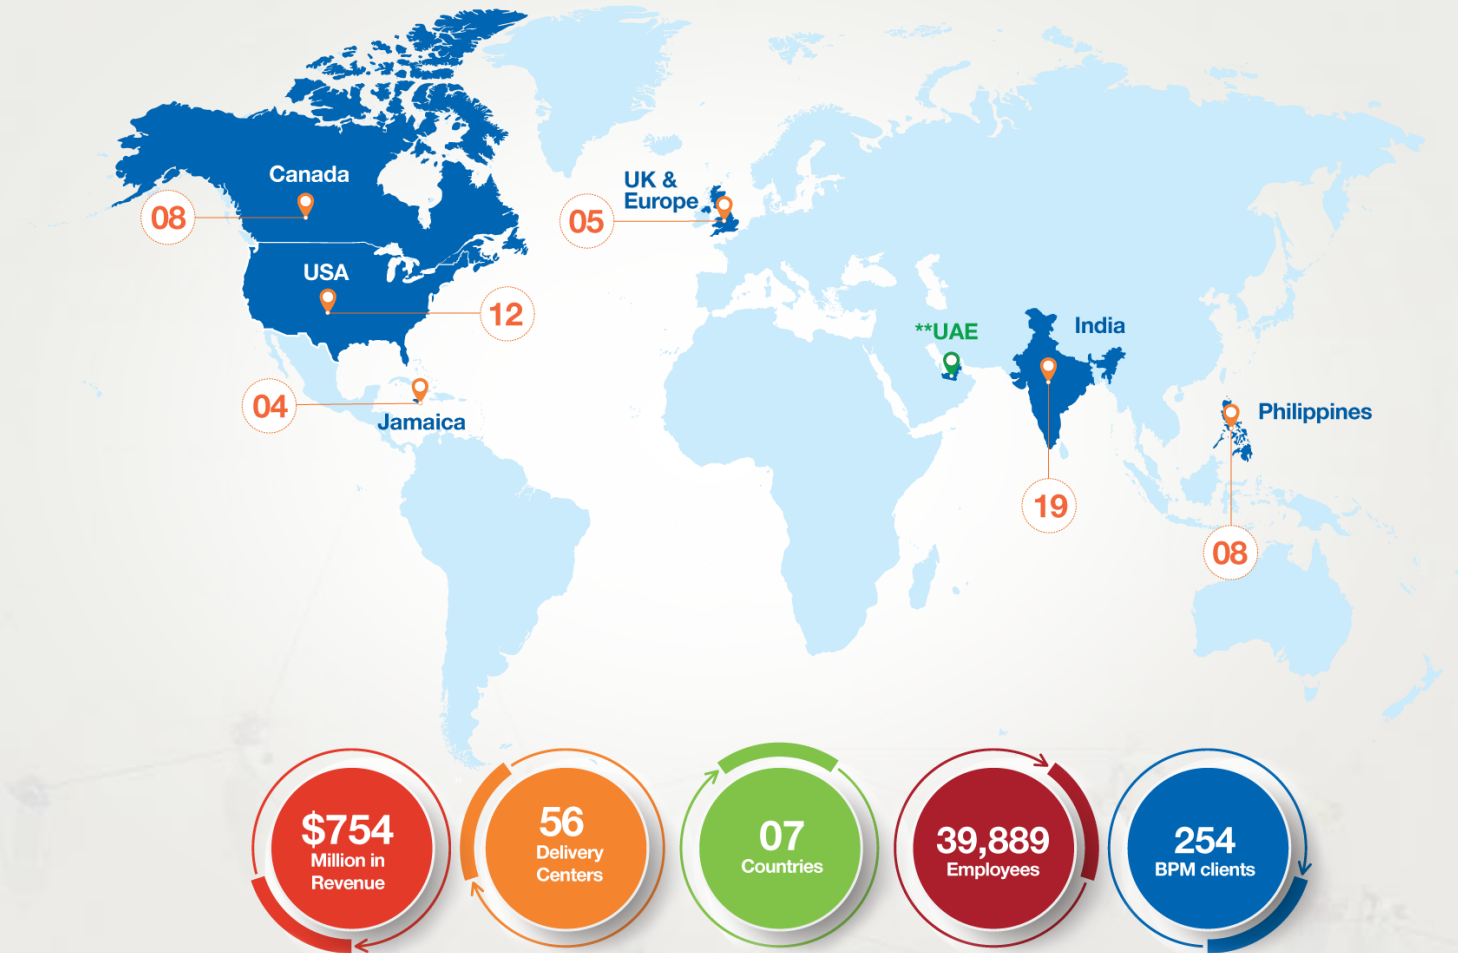 Canada
08
USA
12
04
Jamaica
UK &
Europe
05
**UAE
India
19
Philippines
08
$754
Million in
Revenue
56
Delivery
Centers
07
Countries
39,889
Employees
254
BPM clients